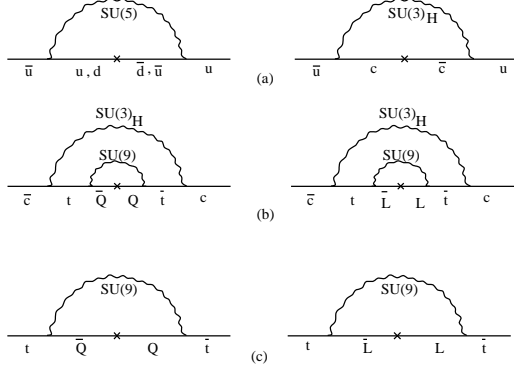 SU(5) SU(3)H
u̅ u , d d̅ , u̅ u u̅ c c̅ u
(a)
SU(3)H SU(3)H
SU(9) SU(9)
c̅ t Q̅ Q t̅ c c̅ t L̅ L t̅ c
(b)
SU(9) SU(9)
t Q̅ Q t̅ t L̅ L t̅
(c)